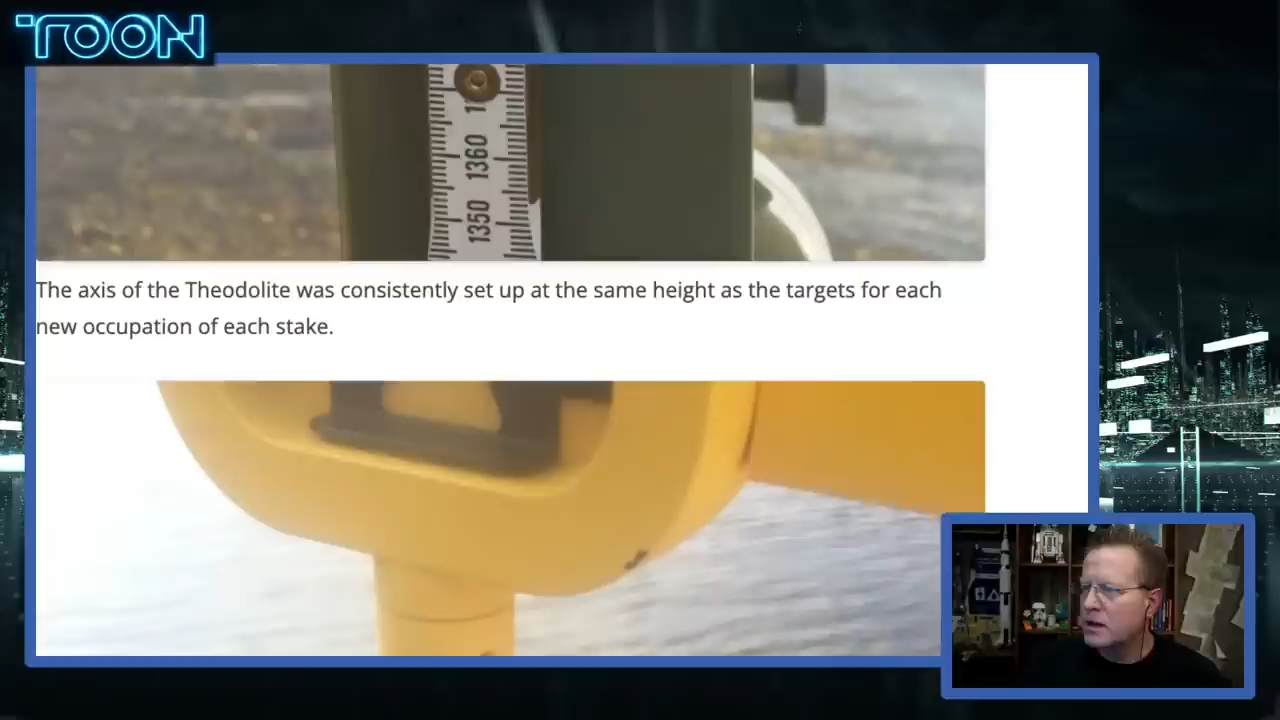 TOON
1360
1350
The axis of the Theodolite was consistently set up at the same height as the targets for each
new occupation of each stake.